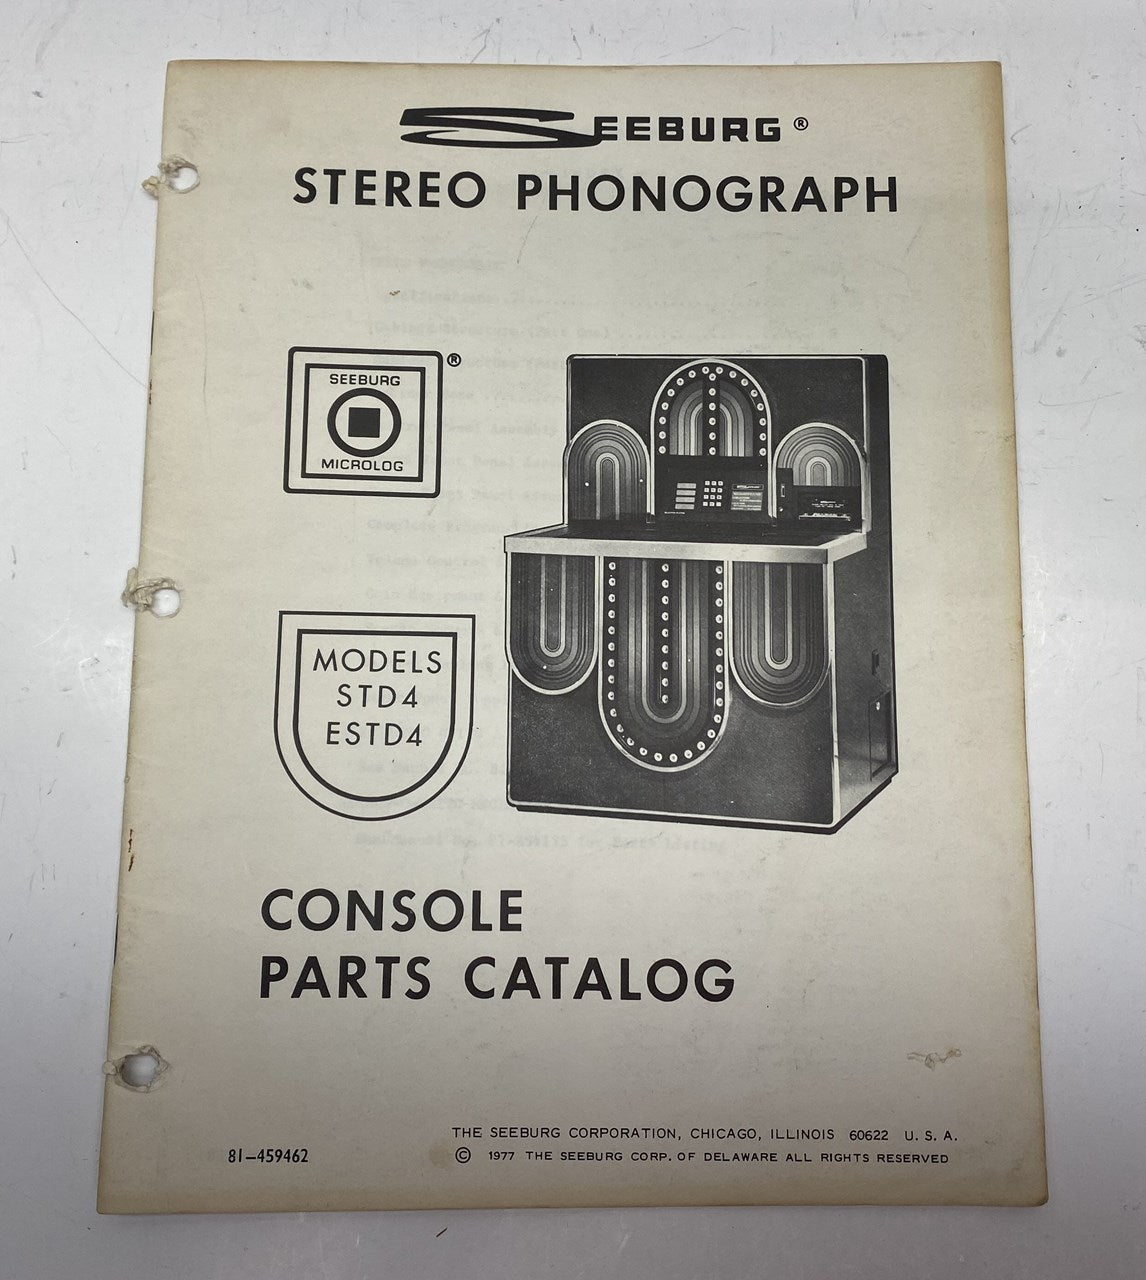 SEEBURG ®
STEREO PHONOGRAPH
SEEBURG ®
MICROLOG
MODELS
STD4
ESTD4
CONSOLE
PARTS CATALOG
THE SEEBURG CORPORATION, CHICAGO, ILLINOIS 60622 U. S. A.
81-459462
© 1977 THE SEEBURG CORP. OF DELAWARE ALL RIGHTS RESERVED